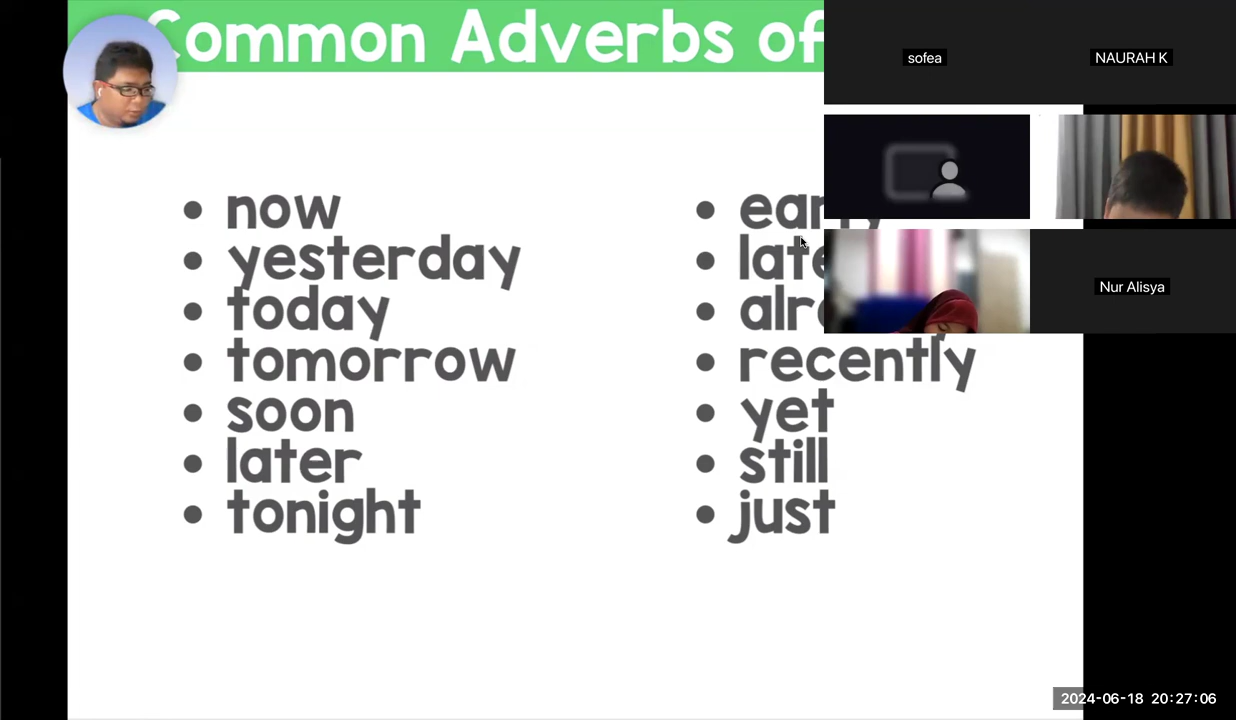 Common Adverbs of
now
yesterday
today
tomorrow
soon
later
tonight
recently
yet
still
just
sofea
NAURAH K
Nur Alisya
2024-06-18 20:27:06